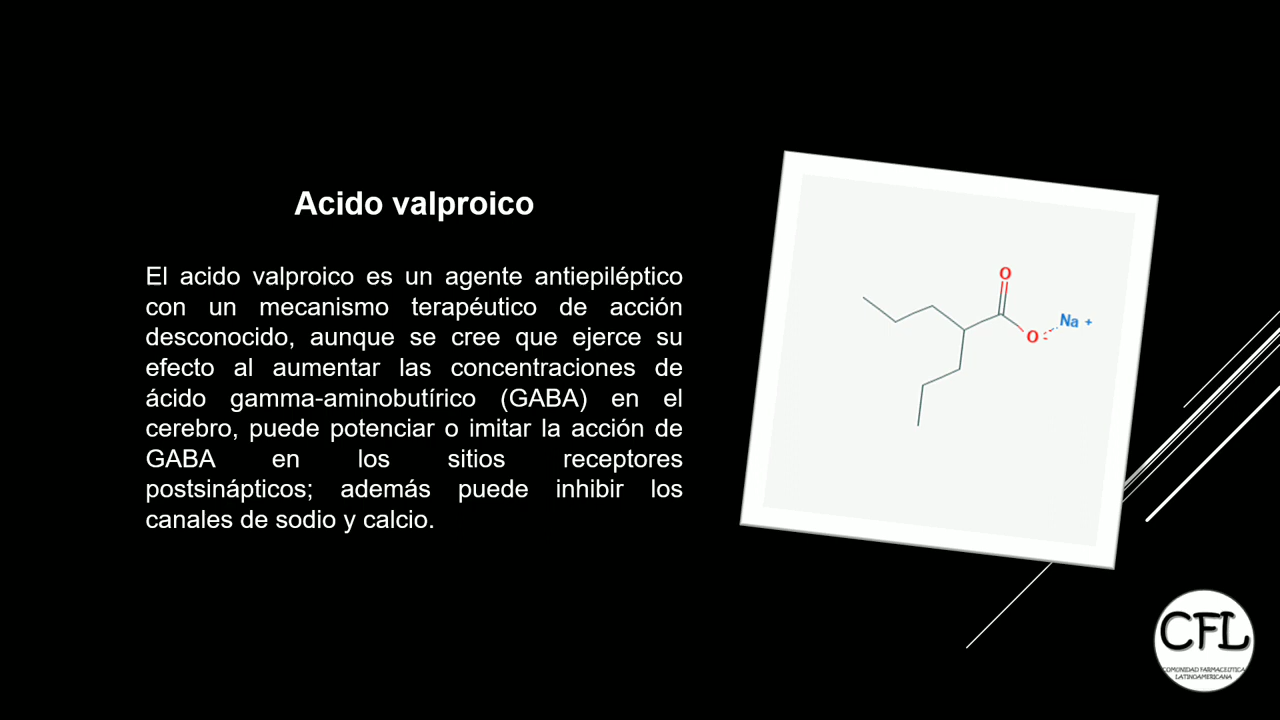 Acido valproico
El acido valproico es un agente antiepiléptico
con un mecanismo terapéutico de acción
desconocido, aunque se cree que ejerce su
efecto al aumentar las concentraciones de
ácido gamma-aminobutírico (GABA) en el
cerebro, puede potenciar o imitar la acción de
GABA en los sitios receptores
postsinápticos; además puede inhibir los
canales de sodio y calcio.
O
O -
Na +
CFL
COMUNIDAD FARMACEUTICA
LATINOAMERICANA